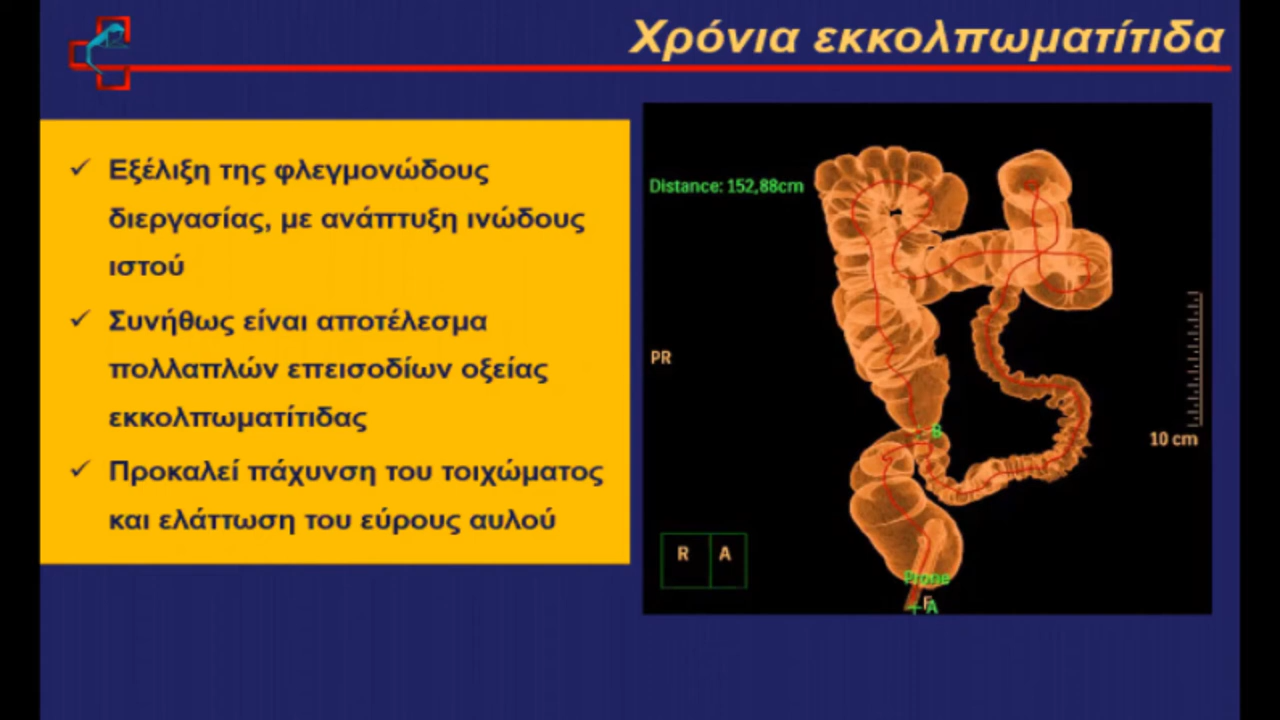 Χρόνια εκκολπωματίτιδα
✓ Εξέλιξη της φλεγμονώδους
διεργασίας, με ανάπτυξη ινώδους
ιστού
✓ Συνήθως είναι αποτέλεσμα
πολλαπλών επεισοδίων οξείας
εκκολπωματίτιδας
✓ Προκαλεί πάχυνση του τοιχώματος
και ελάττωση του εύρους αυλού
Distance: 152,88cm
PR
B
10 cm
R A
Prone
F
+A